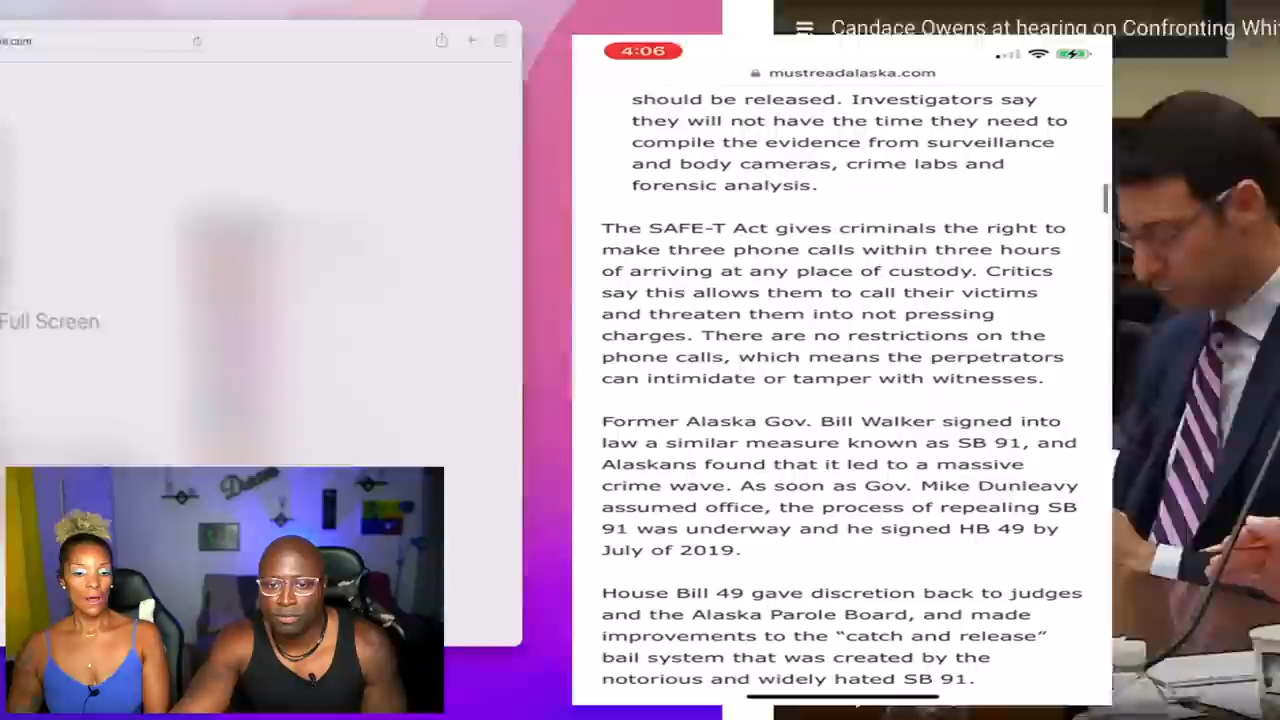 Candace Owens at hearing on Confronting Whi
4:06
mustreadalaska.com
should be released. Investigators say
they will not have the time they need to
compile the evidence from surveillance
and body cameras, crime labs and
forensic analysis.
The SAFE-T Act gives criminals the right to
make three phone calls within three hours
of arriving at any place of custody. Critics
say this allows them to call their victims
and threaten them into not pressing
charges. There are no restrictions on the
phone calls, which means the perpetrators
can intimidate or tamper with witnesses.
Former Alaska Gov. Bill Walker signed into
law a similar measure known as SB 91, and
Alaskans found that it led to a massive
crime wave. As soon as Gov. Mike Dunleavy
assumed office, the process of repealing SB
91 was underway and he signed HB 49 by
July of 2019.
House Bill 49 gave discretion back to judges
and the Alaska Parole Board, and made
improvements to the “catch and release”
bail system that was created by the
notorious and widely hated SB 91.
Full Screen
Dream